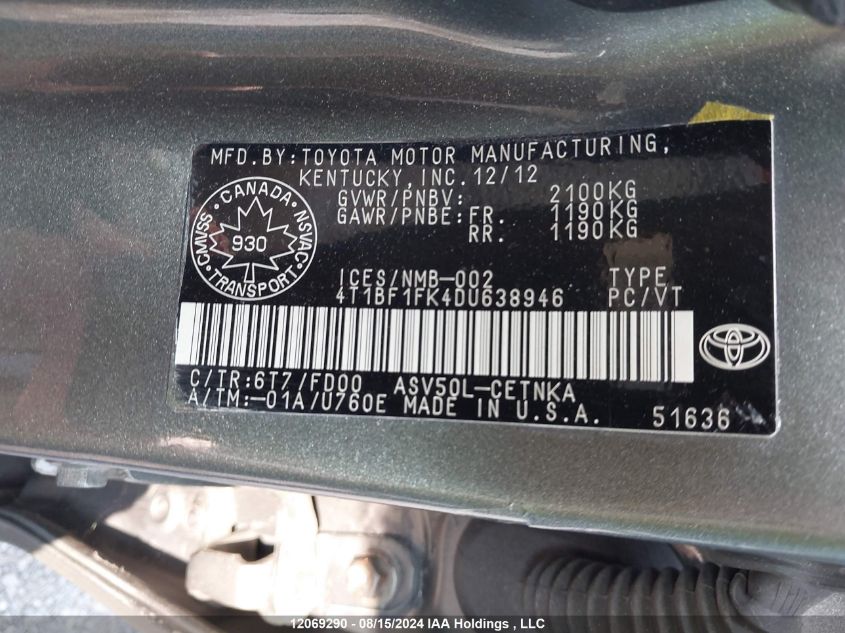 MFD.BY:TOYOTA MOTOR MANUFACTURING,
KENTUCKY, INC. 12/12
GVWR/PNBV: 2100KG
GAWR/PNBE: FR. 1190KG
RR. 1190KG
CANADA
CMVSS 930 NSVAC
TRANSPORT
ICES/NMB-002 TYPE
4T1BF1FK4DU638946 PC/VT
C/TR:6T7/FD00 ASV50L-CETNKA
A/TM:-01A/U760E MADE IN U.S.A. 51636
12069290 - 08/15/2024 - IAA Holdings , LLC